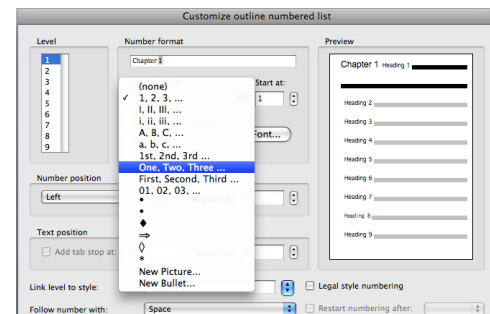 Customize outline numbered list
Level
Number format
Preview
1
2
3
4
5
6
7
8
9
Chapter 1
Start at:
1
Font...
(none)
✓ 1, 2, 3, ...
I, II, III, ...
i, ii, iii, ...
A, B, C, ...
a, b, c, ...
1st, 2nd, 3rd ...
One, Two, Three ...
First, Second, Third ...
01, 02, 03, ...
•
•
◆
⇒
◊
*
New Picture...
New Bullet...
Chapter 1 Heading 1
Heading 2
Heading 3
Heading 4
Heading 5
Heading 6
Heading 7
Heading 8
Heading 9
Number position
Left
Text position
Add tab stop at:
Link level to style:
Legal style numbering
Follow number with:
Space
Restart numbering after: